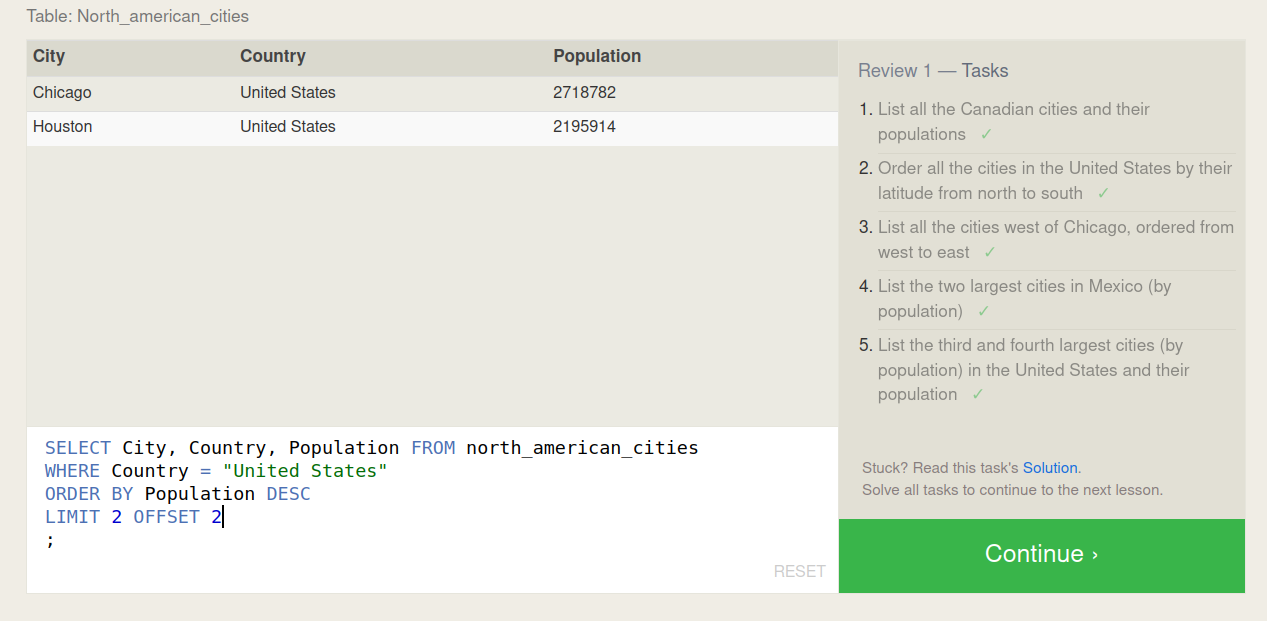 Table: North_american_cities
City Country Population
Chicago United States 2718782
Houston United States 2195914
SELECT City, Country, Population FROM north_american_cities
WHERE Country = "United States"
ORDER BY Population DESC
LIMIT 2 OFFSET 2
;
RESET
Review 1 — Tasks
1. List all the Canadian cities and their
populations ✓
2. Order all the cities in the United States by their
latitude from north to south ✓
3. List all the cities west of Chicago, ordered from
west to east ✓
4. List the two largest cities in Mexico (by
population) ✓
5. List the third and fourth largest cities (by
population) in the United States and their
population ✓
Stuck? Read this task's Solution.
Solve all tasks to continue to the next lesson.
Continue ›